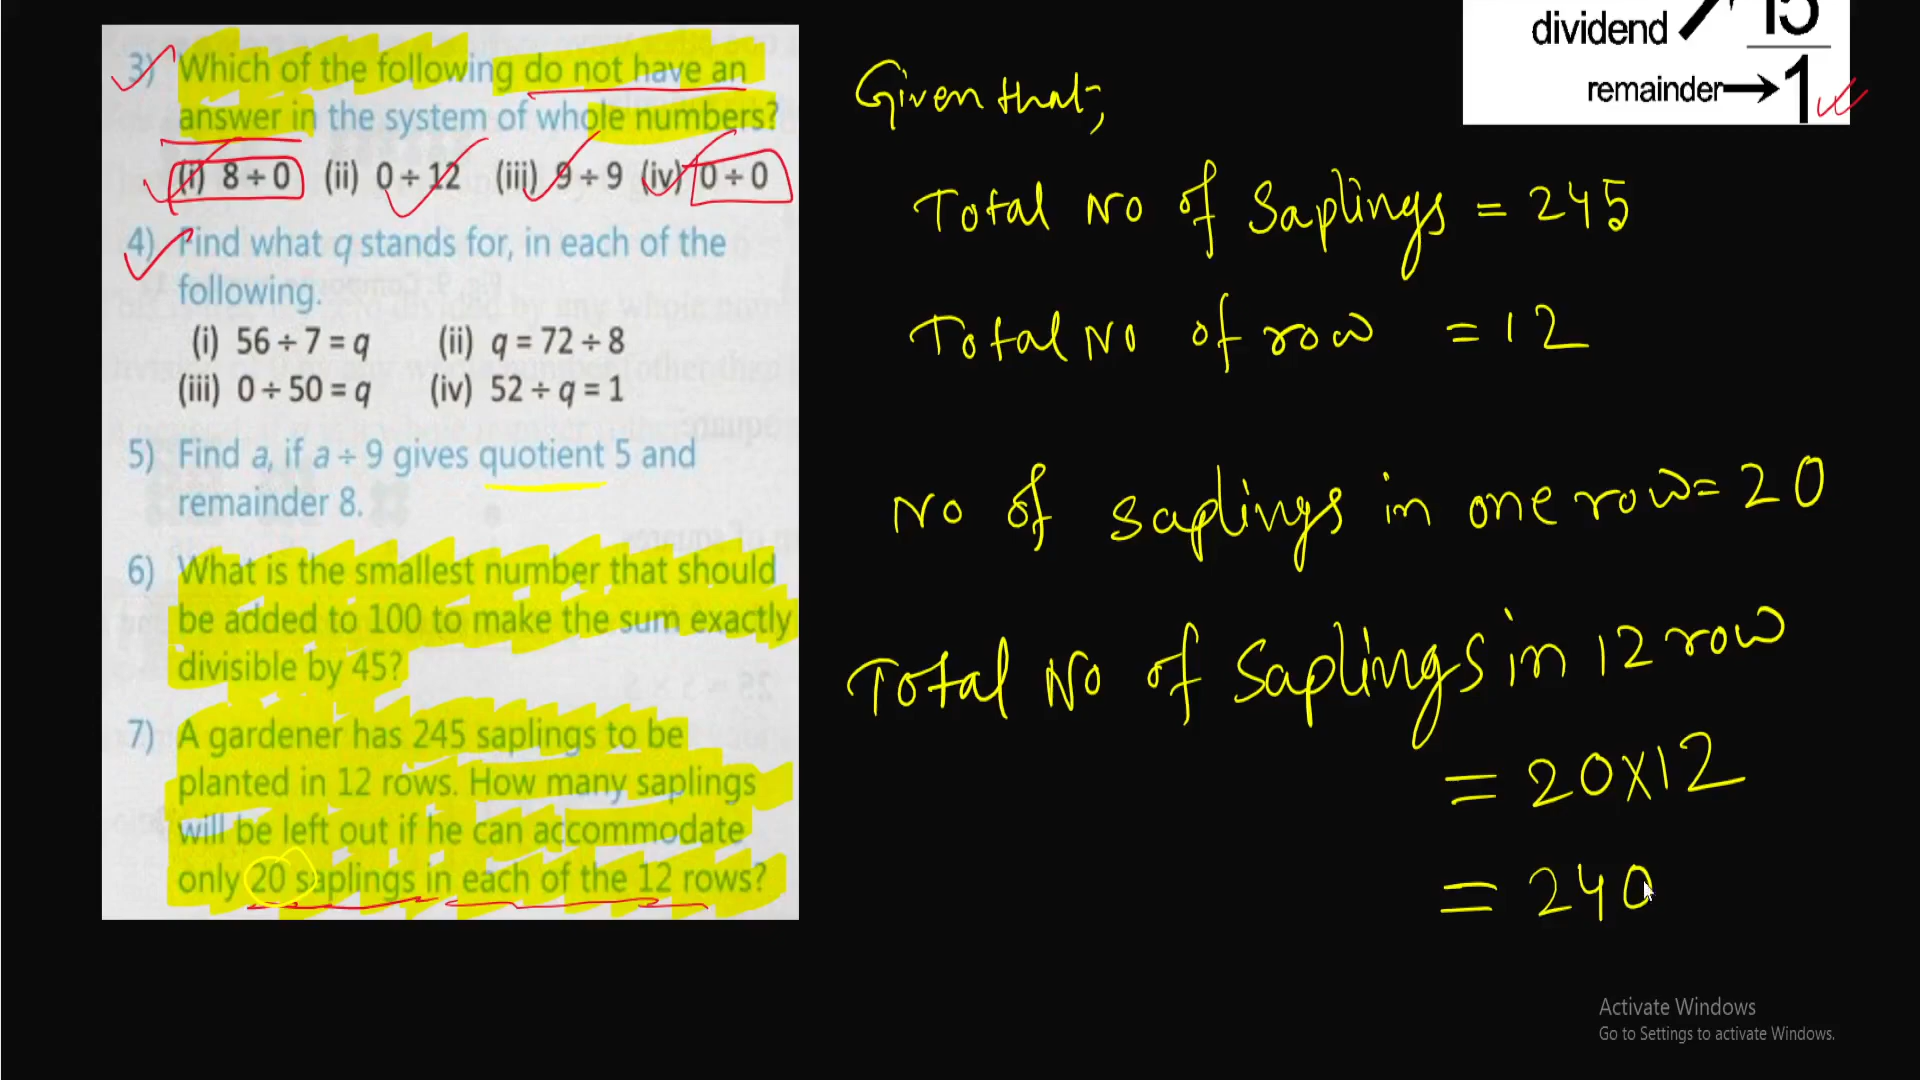 3) Which of the following do not have an
answer in the system of whole numbers?
(i) 8 ÷ 0 (ii) 0 ÷ 12 (iii) 9 ÷ 9 (iv) 0 ÷ 0
4) Find what q stands for, in each of the
following.
(i) 56 ÷ 7 = q (ii) q = 72 ÷ 8
(iii) 0 ÷ 50 = q (iv) 52 ÷ q = 1
5) Find a, if a ÷ 9 gives quotient 5 and
remainder 8.
6) What is the smallest number that should
be added to 100 to make the sum exactly
divisible by 45?
7) A gardener has 245 saplings to be
planted in 12 rows. How many saplings
will be left out if he can accommodate
only 20 saplings in each of the 12 rows?
dividend 15
remainder→1
Given that;
Total No of Saplings = 245
Total No of row = 12
No of saplings in one row = 20
Total No of Saplings in 12 row
= 20x12
= 240
Activate Windows
Go to Settings to activate Windows.